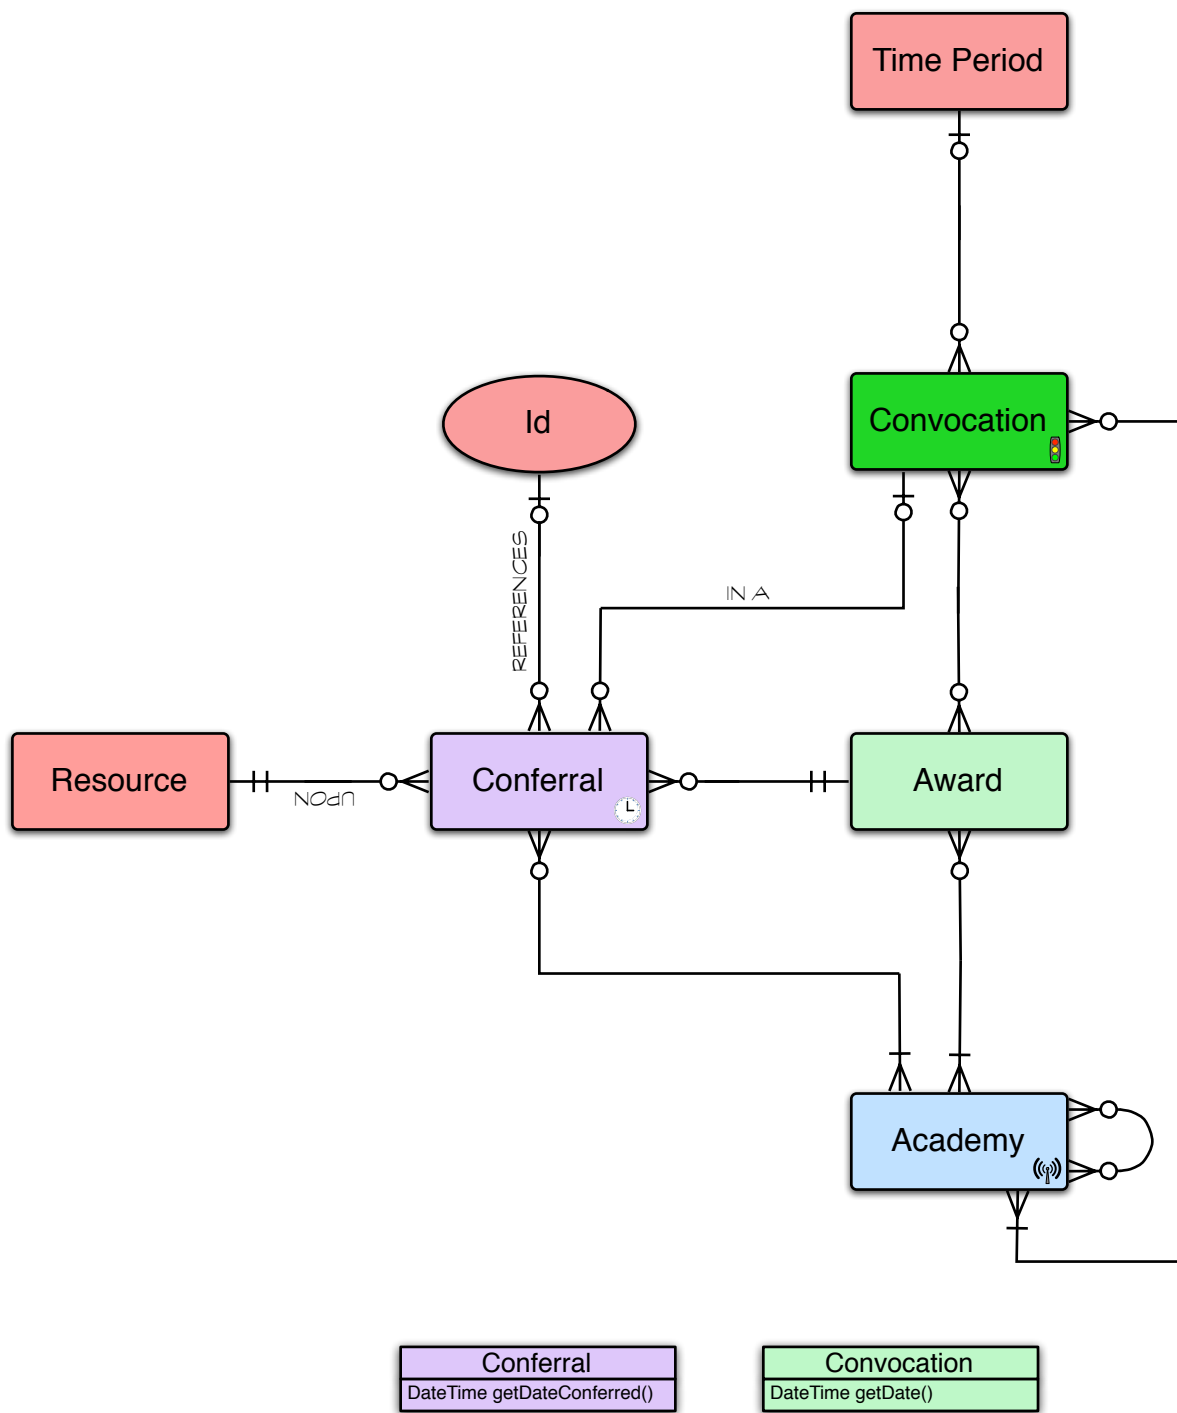 Time Period
Id
Convocation
REFERENCES
IN A
Resource
UPON
Conferral
Award
Academy
Conferral
DateTime getDateConferred()
Convocation
DateTime getDate()